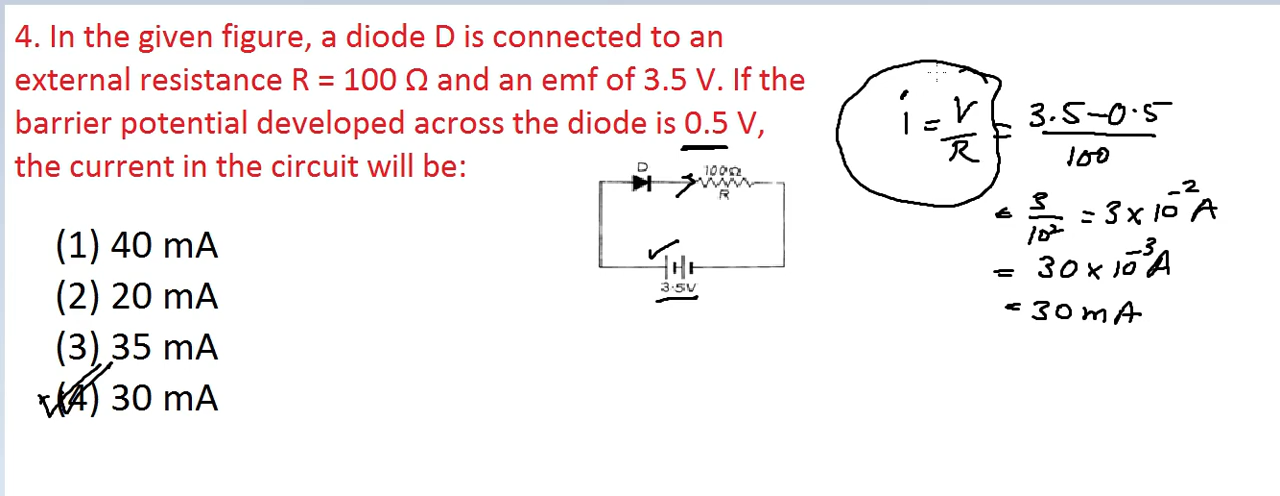 4. In the given figure, a diode D is connected to an
external resistance R = 100 Ω and an emf of 3.5 V. If the
barrier potential developed across the diode is 0.5 V,
the current in the circuit will be:
D
100Ω
R
3.5V
(1) 40 mA
(2) 20 mA
(3) 35 mA
(4) 30 mA
i = V/R = 3.5-0.5/100
= 3/10² = 3 × 10⁻² A
= 30 × 10⁻³ A
= 30 mA